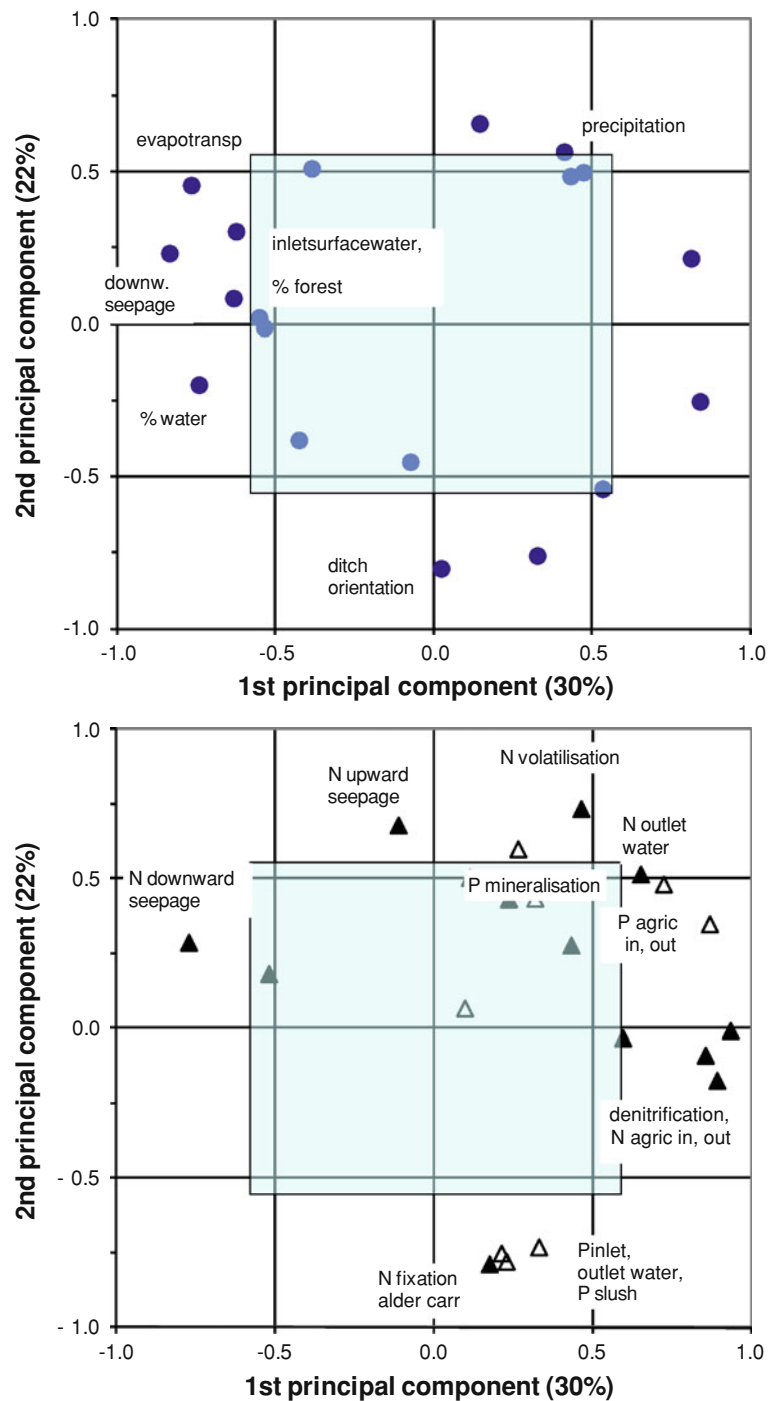 1.0
precipitation
evapotransp
0.5
inletsurfacewater,
% forest
downw.
seepage
0.0
% water
-0.5
ditch
orientation
-1.0
-1.0 -0.5 0.0 0.5 1.0
2nd principal component (22%)
1st principal component (30%)
1.0
N volatilisation
N upward
seepage
N outlet
water
N downward
seepage
P mineralisation
0.5
P agric
in, out
0.0
denitrification,
N agric in, out
- 0.5
Pinlet,
outlet water,
P slush
N fixation
alder carr
- 1.0
-1.0 -0.5 0.0 0.5 1.0
2nd principal component (22%)
1st principal component (30%)